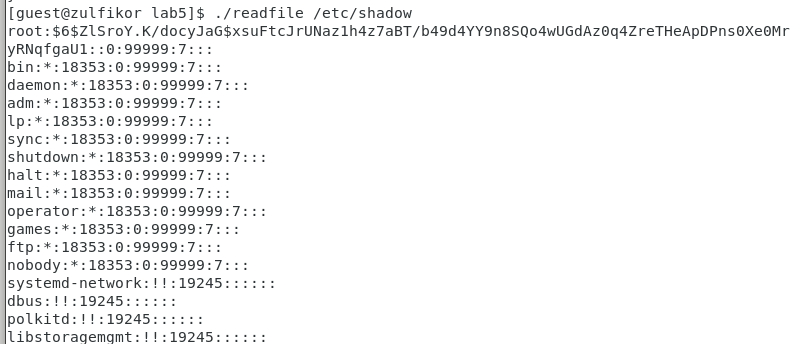 [guest@zulfikor lab5]$ ./readfile /etc/shadow
root:$6$ZlSroY.K/docyJaG$xsuFtcJrUNaz1h4z7aBT/b49d4YY9n8SQo4wUGdAz0q4ZreTHeApDPns0Xe0Mr
yRNqfgaU1::0:99999:7:::
bin:*:18353:0:99999:7:::
daemon:*:18353:0:99999:7:::
adm:*:18353:0:99999:7:::
lp:*:18353:0:99999:7:::
sync:*:18353:0:99999:7:::
shutdown:*:18353:0:99999:7:::
halt:*:18353:0:99999:7:::
mail:*:18353:0:99999:7:::
operator:*:18353:0:99999:7:::
games:*:18353:0:99999:7:::
ftp:*:18353:0:99999:7:::
nobody:*:18353:0:99999:7:::
systemd-network:!!:19245::::::
dbus:!!:19245::::::
polkitd:!!:19245::::::
libstoragemgmt:!!:19245::::::